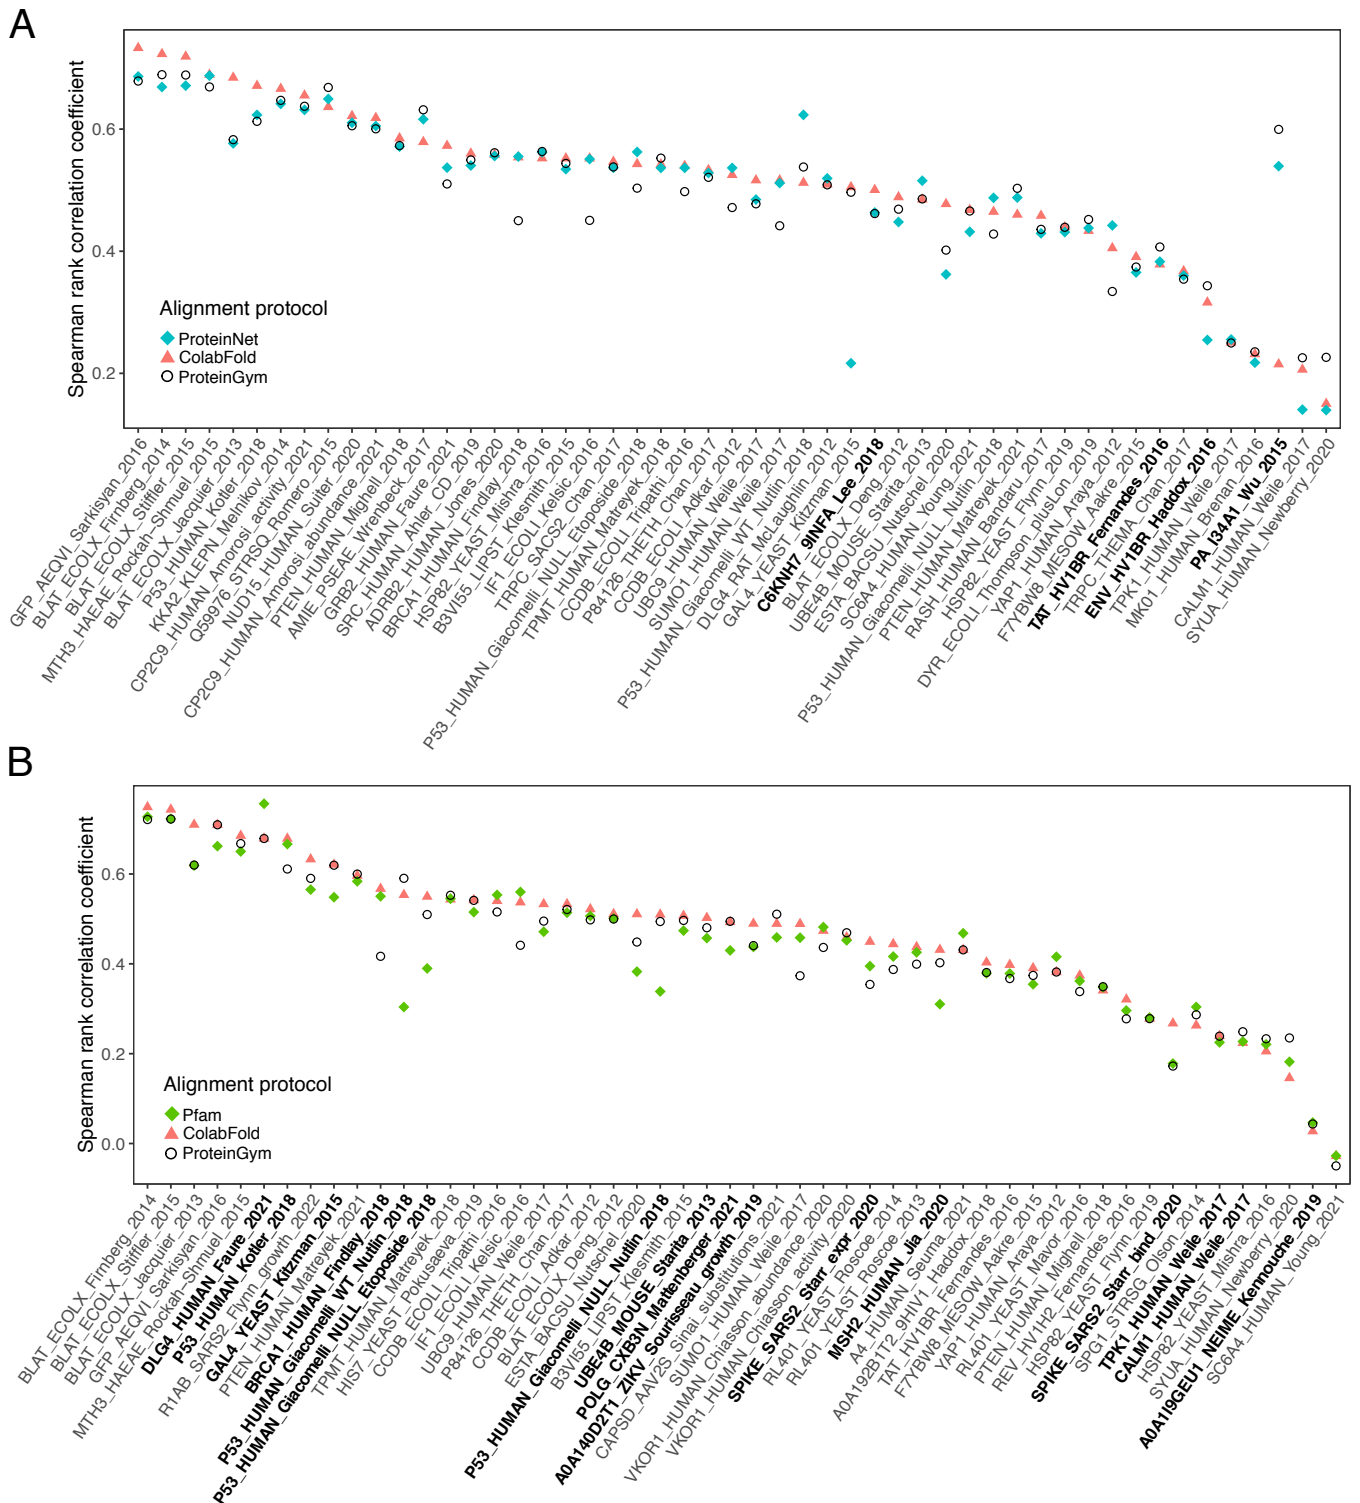 A
Spearman rank correlation coefficient
0.6
0.4
0.2
Alignment protocol
ProteinNet
ColabFold
ProteinGym
GFP_AEQVI_Sarkisyan_2016
BLAT_ECOLX_Firnberg_2014
BLAT_ECOLX_Stiffler_2015
MTH3_HAEAE_Rockah-Shmuel_2015
BLAT_ECOLX_Jacquier_2013
P53_HUMAN_Kotler_2018
KKA2_KLEPN_Melnikov_2014
CP2C9_HUMAN_Amorosi_activity_2021
Q59976_STRSQ_Romero_2015
NUD15_HUMAN_Suiter_2020
CP2C9_HUMAN_Amorosi_abundance_2021
PTEN_HUMAN_Mighell_2018
AMIE_PSEAE_Wrenbeck_2017
GRB2_HUMAN_Faure_2021
SRC_HUMAN_Ahler_CD_2019
ADRB2_HUMAN_Jones_2020
BRCA1_HUMAN_Findlay_2018
HSP82_YEAST_Mishra_2016
B3VI55_LIPST_Klesmith_2015
IF1_ECOLI_Kelsic_2016
TRPC_SACS2_Chan_2017
P53_HUMAN_Giacomelli_NULL_Etoposide_2018
TPMT_HUMAN_Matreyek_2018
CCDB_ECOLI_Tripathi_2016
P84126_THETH_Chan_2017
CCDB_ECOLI_Adkar_2012
UBC9_HUMAN_Weile_2017
SUMO1_HUMAN_Weile_2017
P53_HUMAN_Giacomelli_WT_Nutlin_2018
DLG4_RAT_McLaughlin_2012
GAL4_YEAST_Kitzman_2015
C6KNH7_9INFA_Lee_2018
BLAT_ECOLX_Deng_2012
UBE4B_MOUSE_Starita_2013
ESTA_BACSU_Nutschel_2020
SC6A4_HUMAN_Young_2021
P53_HUMAN_Giacomelli_NULL_Nutlin_2018
PTEN_HUMAN_Matreyek_2021
RASH_HUMAN_Bandaru_2017
HSP82_YEAST_Flynn_2019
DYR_ECOLI_Thompson_plusLon_2019
YAP1_HUMAN_Araya_2012
F7YBW8_MESOW_Aakre_2015
TAT_HV1BR_Fernandes_2016
TRPC_THEMA_Chan_2017
ENV_HV1BR_Haddox_2016
TPK1_HUMAN_Weile_2017
MK01_HUMAN_Brenan_2016
PA_I34A1_Wu_2015
CALM1_HUMAN_Weile_2017
SYUA_HUMAN_Newberry_2020
B
Spearman rank correlation coefficient
0.6
0.4
0.2
0.0
Alignment protocol
Pfam
ColabFold
ProteinGym
BLAT_ECOLX_Firnberg_2014
BLAT_ECOLX_Stiffler_2015
BLAT_ECOLX_Jacquier_2013
GFP_AEQVI_Sarkisyan_2016
MTH3_HAEAE_Rockah-Shmuel_2015
DLG4_HUMAN_Faure_2021
P53_HUMAN_Kotler_2018
R1AB_SARS2_Flynn_growth_2022
GAL4_YEAST_Kitzman_2015
PTEN_HUMAN_Matreyek_2021
BRCA1_HUMAN_Findlay_2018
P53_HUMAN_Giacomelli_WT_Nutlin_2018
P53_HUMAN_Giacomelli_NULL_Etoposide_2018
TPMT_HUMAN_Matreyek_2018
HIS7_YEAST_Pokusaeva_2019
CCDB_ECOLI_Tripathi_2016
IF1_ECOLI_Kelsic_2016
UBC9_HUMAN_Weile_2017
P84126_THETH_Chan_2017
CCDB_ECOLI_Adkar_2012
BLAT_ECOLX_Deng_2012
ESTA_BACSU_Nutschel_2020
P53_HUMAN_Giacomelli_NULL_Nutlin_2018
B3VI55_LIPST_Klesmith_2015
UBE4B_MOUSE_Starita_2013
POLG_CXB3N_Mattenberger_2021
A0A140D2T1_ZIKV_Sourisseau_growth_2019
CAPSD_AAV2S_Sinai_substitutions_2021
SUMO1_HUMAN_Weile_2017
VKOR1_HUMAN_Chiasson_abundance_2020
VKOR1_HUMAN_Chiasson_activity_2020
SPIKE_SARS2_Starr_expr_2020
RL401_YEAST_Roscoe_2014
RL401_YEAST_Roscoe_2013
MSH2_HUMAN_Jia_2020
A4_HUMAN_Seuma_2021
A0A192B1T2_9HIV1_Haddox_2018
TAT_HV1BR_Fernandes_2016
F7YBW8_MESOW_Aakre_2015
YAP1_HUMAN_Araya_2012
RL401_YEAST_Mavor_2016
PTEN_HUMAN_Mighell_2018
REV_HV1H2_Fernandes_2016
HSP82_YEAST_Flynn_2019
SPIKE_SARS2_Starr_bind_2020
SPG1_STRSG_Olson_2014
TPK1_HUMAN_Weile_2017
CALM1_HUMAN_Weile_2017
HSP82_YEAST_Mishra_2016
SYUA_HUMAN_Newberry_2020
A0A1I9GEU1_NEIME_Kennouche_2019
SC6A4_HUMAN_Young_2021